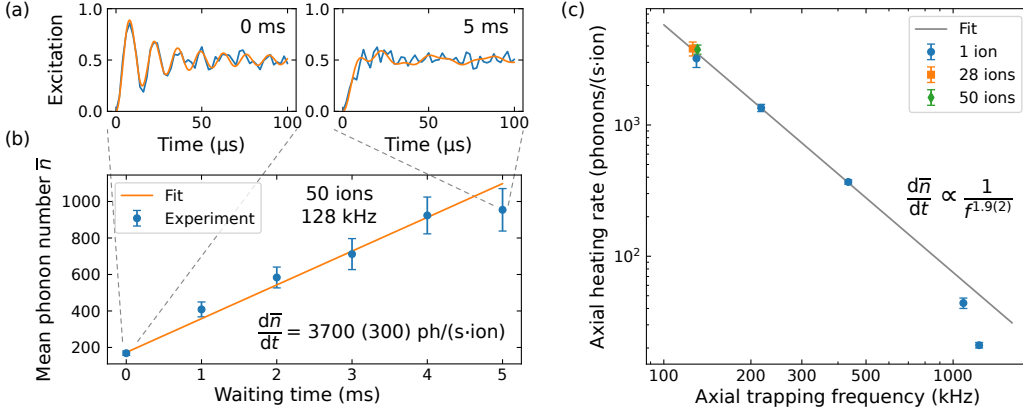 (a)
1.0
0.5
0.0
Excitation
0 ms
0
50
100
Time (μs)
1.0
0.5
0.0
5 ms
0
50
100
Time (μs)
(b)
Mean phonon number n̅
1000
800
600
400
200
Fit
Experiment
50 ions
128 kHz
dn̅/dt = 3700 (300) ph/(s·ion)
0
1
2
3
4
5
Waiting time (ms)
(c)
Axial heating rate (phonons/(s·ion)
10³
10²
Fit
1 ion
28 ions
50 ions
dn̅/dt ∝ 1/f^1.9(2)
100
200
300
500
1000
Axial trapping frequency (kHz)